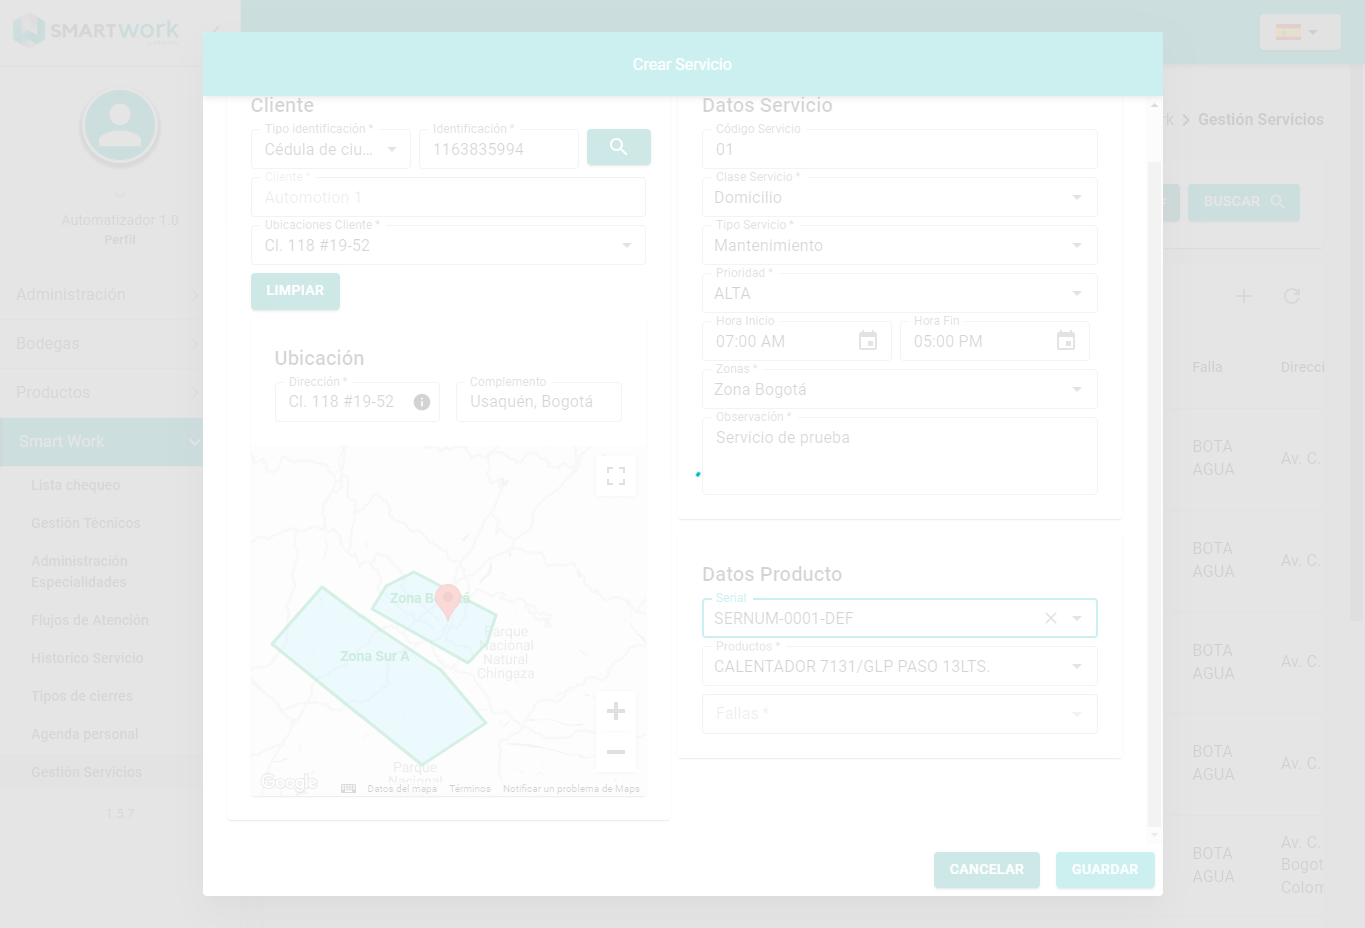 SMARTWORK
Crear Servicio
Gestión Servicios
Automatizador 1.0
Perfil
Administración
Bodegas
Productos
Smart Work
Lista chequeo
Gestión Técnicos
Administración
Especialidades
Flujos de Atención
Historico Servicio
Tipos de cierres
Agenda personal
Gestión Servicios
1.5.7
Cliente
Tipo identificación *
Cédula de ciu...
Identificación *
1163835994
Cliente *
Automotion 1
Ubicaciones Cliente *
Cl. 118 #19-52
LIMPIAR
Ubicación
Dirección *
Cl. 118 #19-52
Complemento
Usaquén, Bogotá
Zona Bogotá
Zona Sur A
Parque
Nacional
Natural
Chingaza
Parque
Nacional
Google
Datos del mapa
Términos
Notificar un problema de Maps
Datos Servicio
Código Servicio
01
Clase Servicio *
Domicilio
Tipo Servicio *
Mantenimiento
Prioridad *
ALTA
Hora Inicio
07:00 AM
Hora Fin
05:00 PM
Zonas *
Zona Bogotá
Observación *
Servicio de prueba
Datos Producto
Serial
SERNUM-0001-DEF
Productos *
CALENTADOR 7131/GLP PASO 13LTS.
Fallas *
CANCELAR
GUARDAR
BUSCAR
Falla
Direcci
BOTA
AGUA
Av. C.
BOTA
AGUA
Av. C.
BOTA
AGUA
Av. C.
BOTA
AGUA
Av. C.
BOTA
AGUA
Av. C.
Bogot
Colom